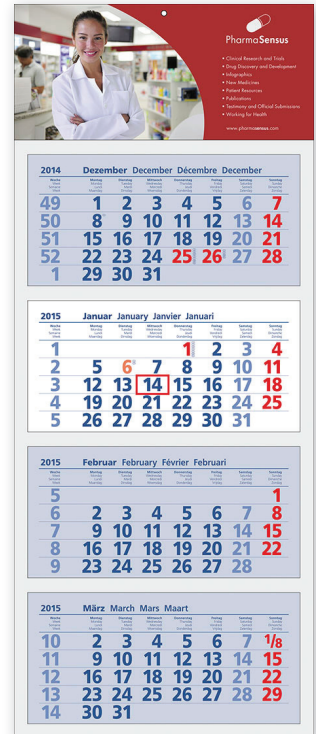 PharmaSensus
• Clinical Research and Trials
• Drug Discovery and Development
• Infographics
• New Medicines
• Patient Resources
• Publications
• Testmony and Official Submissions
• Working for Health
www.pharmasensus.com
2014 Dezember December Décembre December
49 1 2 3 4 5 6 7
50 8 9 10 11 12 13 14
51 15 16 17 18 19 20 21
52 22 23 24 25 26 27 28
1 29 30 31
2015 Januar January Janvier Januari
1 1 2 3 4
2 5 6 7 8 9 10 11
3 12 13 14 15 16 17 18
4 19 20 21 22 23 24 25
5 26 27 28 29 30 31
2015 Februar February Février Februari
5 1
6 2 3 4 5 6 7 8
7 9 10 11 12 13 14 15
8 16 17 18 19 20 21 22
9 23 24 25 26 27 28
2015 März March Mars Maart
10 2 3 4 5 6 7 1/8
11 9 10 11 12 13 14 15
12 16 17 18 19 20 21 22
13 23 24 25 26 27 28 29
14 30 31